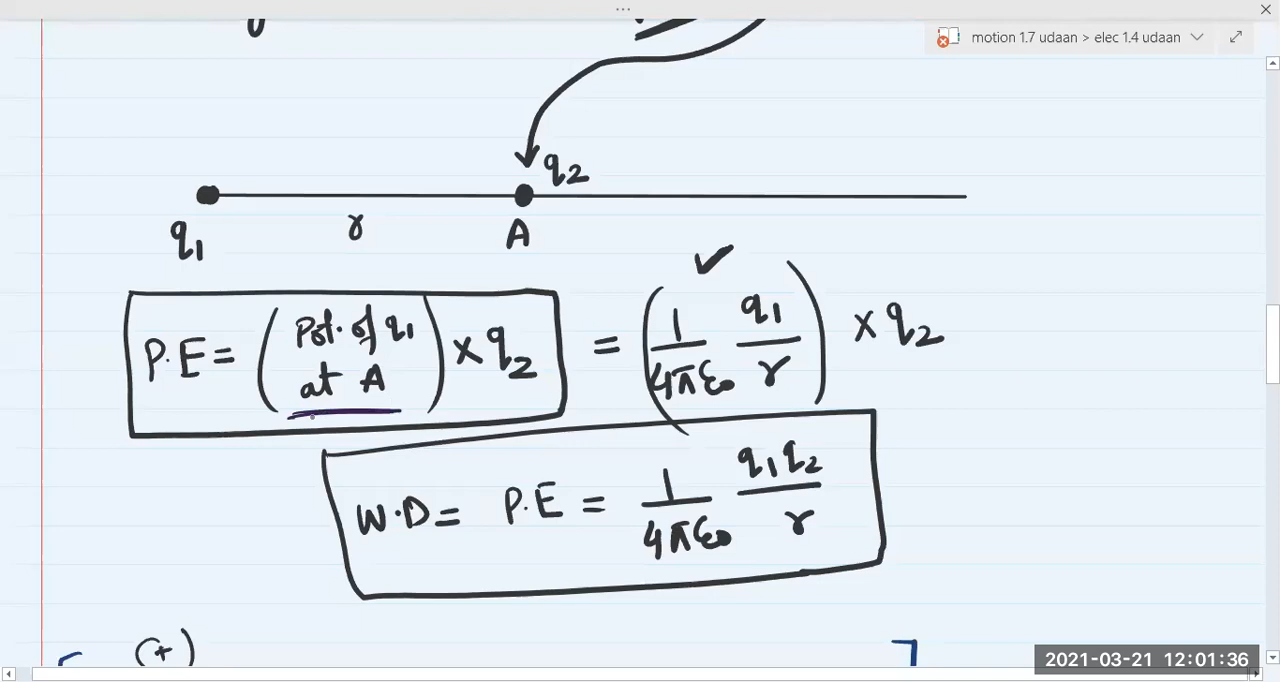 motion 1.7 udaan > elec 1.4 udaan
q2
q1 r A
P.E = (Pot. of q1 at A) × q2 = (1/4πε0 q1/r) × q2
W.D = P.E = 1/4πε0 q1q2/r
(+)
2021-03-21 12:01:36